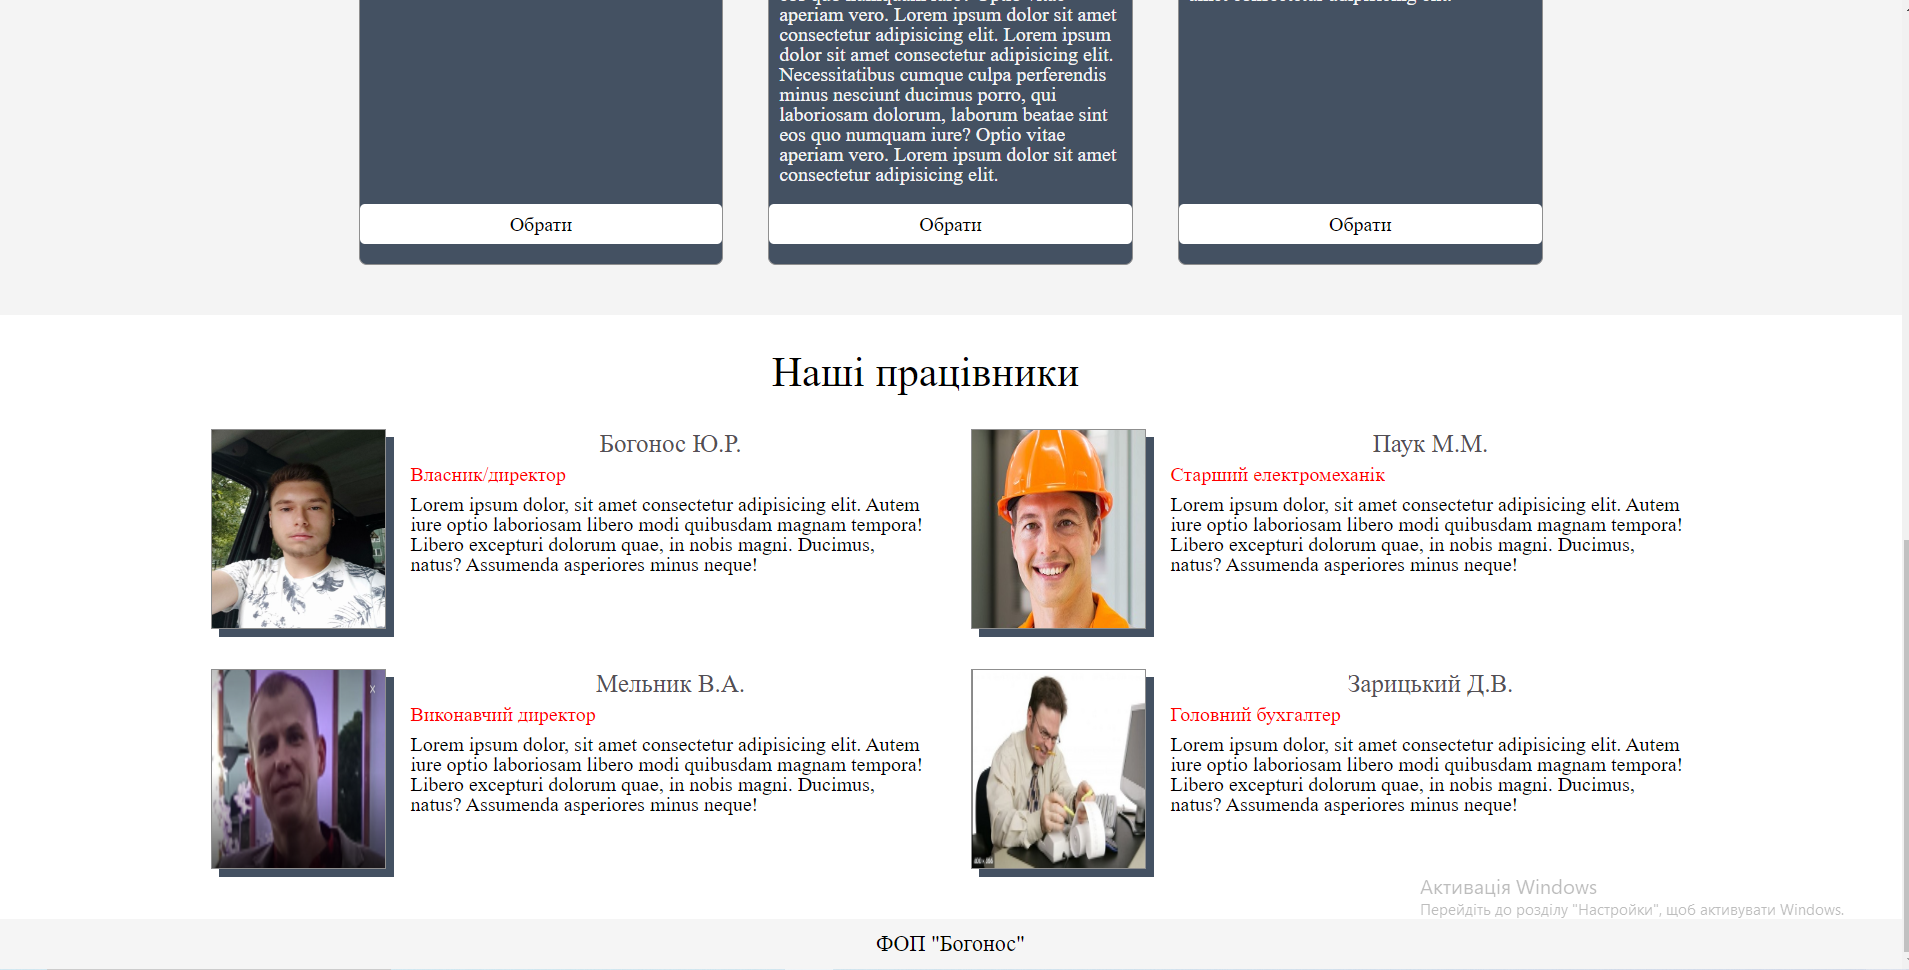 aperiam vero. Lorem ipsum dolor sit amet
consectetur adipisicing elit. Lorem ipsum
dolor sit amet consectetur adipisicing elit.
Necessitatibus cumque culpa perferendis
minus nesciunt ducimus porro, qui
laboriosam dolorum, laborum beatae sint
eos quo numquam iure? Optio vitae
aperiam vero. Lorem ipsum dolor sit amet
consectetur adipisicing elit.
Обрати
Обрати
Обрати
Наші працівники
Богонос Ю.Р.
Власник/директор
Lorem ipsum dolor, sit amet consectetur adipisicing elit. Autem
iure optio laboriosam libero modi quibusdam magnam tempora!
Libero excepturi dolorum quae, in nobis magni. Ducimus,
natus? Assumenda asperiores minus neque!
Паук М.М.
Старший електромеханік
Lorem ipsum dolor, sit amet consectetur adipisicing elit. Autem
iure optio laboriosam libero modi quibusdam magnam tempora!
Libero excepturi dolorum quae, in nobis magni. Ducimus,
natus? Assumenda asperiores minus neque!
Мельник В.А.
Виконавчий директор
Lorem ipsum dolor, sit amet consectetur adipisicing elit. Autem
iure optio laboriosam libero modi quibusdam magnam tempora!
Libero excepturi dolorum quae, in nobis magni. Ducimus,
natus? Assumenda asperiores minus neque!
Зарицький Д.В.
Головний бухгалтер
Lorem ipsum dolor, sit amet consectetur adipisicing elit. Autem
iure optio laboriosam libero modi quibusdam magnam tempora!
Libero excepturi dolorum quae, in nobis magni. Ducimus,
natus? Assumenda asperiores minus neque!
Активація Windows
Перейдіть до розділу "Настройки", щоб активувати Windows.
ФОП "Богонос"